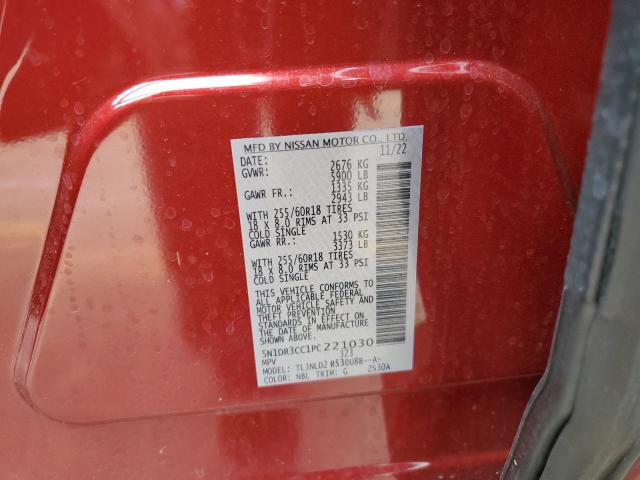 MFD BY NISSAN MOTOR CO., LTD.
DATE: 11/22
GVWR: 2676 KG
5900 LB
GAWR FR.: 1335 KG
2943 LB
WITH 255/60R18 TIRES
18 X 8.0 RIMS AT 33 PSI
COLD SINGLE
GAWR RR.: 1530 KG
3373 LB
WITH 255/60R18 TIRES
18 X 8.0 RIMS AT 33 PSI
COLD SINGLE
THIS VEHICLE CONFORMS TO
ALL APPLICABLE FEDERAL
MOTOR VEHICLE SAFETY AND
THEFT PREVENTION
STANDARDS IN EFFECT ON
THE DATE OF MANUFACTURE
SHOWN ABOVE.
5N1DR3CC1PC221030
MPV 323
MODEL: TLJNLD2 R530U8B--A-
COLOR: NBL TRIM: G 2530A